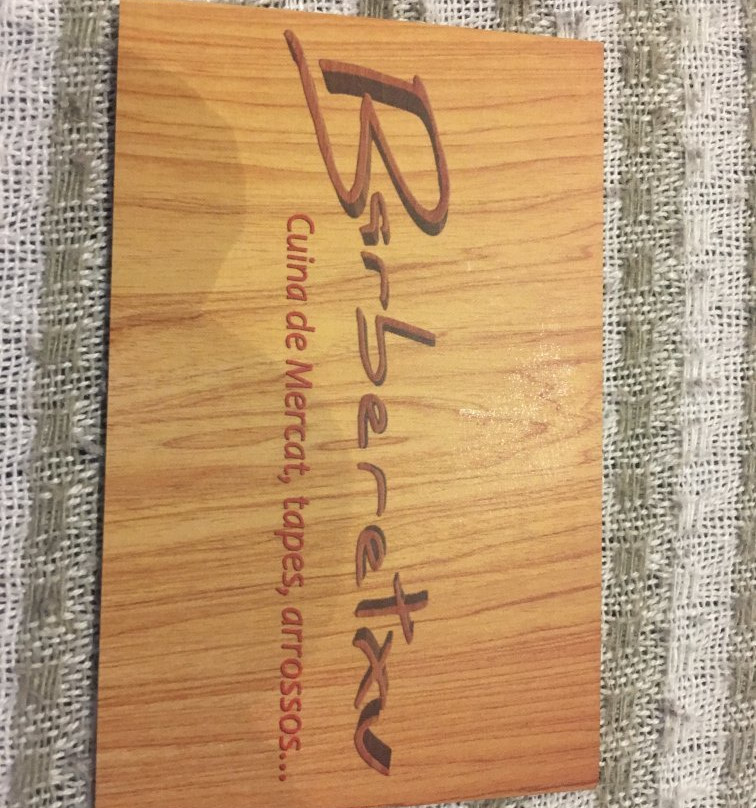 Barberetxu
Cuina de Mercat, tapes, arrossos...